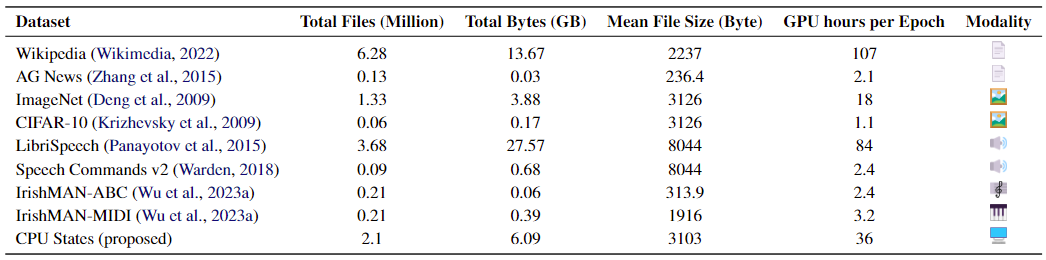 Dataset Total Files (Million) Total Bytes (GB) Mean File Size (Byte) GPU hours per Epoch Modality
Wikipedia (Wikimedia, 2022) 6.28 13.67 2237 107
AG News (Zhang et al., 2015) 0.13 0.03 236.4 2.1
ImageNet (Deng et al., 2009) 1.33 3.88 3126 18
CIFAR-10 (Krizhevsky et al., 2009) 0.06 0.17 3126 1.1
LibriSpeech (Panayotov et al., 2015) 3.68 27.57 8044 84
Speech Commands v2 (Warden, 2018) 0.09 0.68 8044 2.4
IrishMAN-ABC (Wu et al., 2023a) 0.21 0.06 313.9 2.4
IrishMAN-MIDI (Wu et al., 2023a) 0.21 0.39 1916 3.2
CPU States (proposed) 2.1 6.09 3103 36